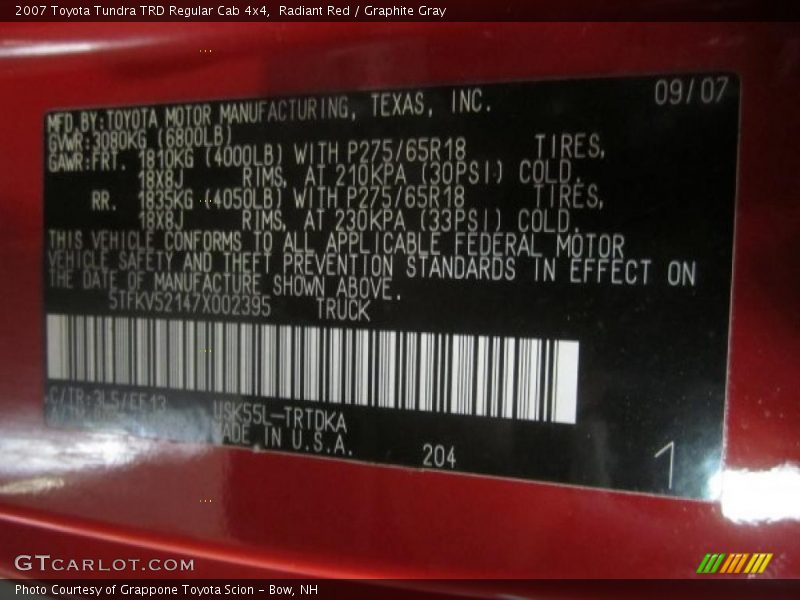 2007 Toyota Tundra TRD Regular Cab 4x4, Radiant Red / Graphite Gray
09/07
MFD.BY:TOYOTA MOTOR MANUFACTURING, TEXAS, INC.
GVWR:3080KG (6800LB)
GAWR:FRT. 1810KG (4000LB) WITH P275/65R18 TIRES,
18X8J RIMS, AT 210KPA (30PSI) COLD.
RR. 1835KG (4050LB) WITH P275/65R18 TIRES,
18X8J RIMS, AT 230KPA (33PSI) COLD.
THIS VEHICLE CONFORMS TO ALL APPLICABLE FEDERAL MOTOR
VEHICLE SAFETY AND THEFT PREVENTION STANDARDS IN EFFECT ON
THE DATE OF MANUFACTURE SHOWN ABOVE.
5TFKV52147X002395 TRUCK
C/TR:3L5/EF13
USK55L-TRTDKA
MADE IN U.S.A.
204
1
GTCARLOT.COM
Photo Courtesy of Grappone Toyota Scion - Bow, NH